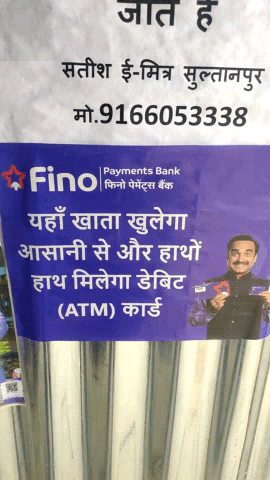 जाते हैं
सतीश ई-मित्र सुल्तानपुर
मो.9166053338
Fino Payments Bank
फिनो पेमेंट्स बैंक
यहाँ खाता खुलेगा
आसानी से और हाथों
हाथ मिलेगा डेबिट
(ATM) कार्ड